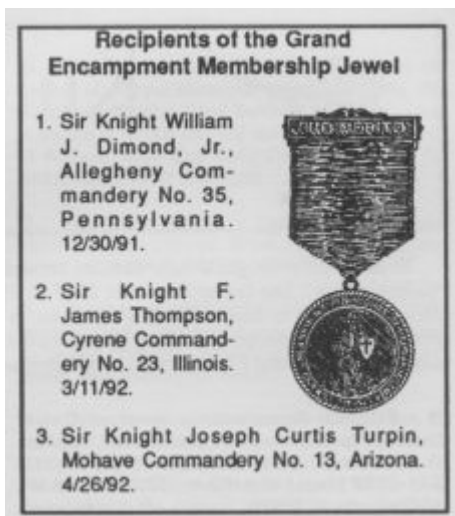 Recipients of the Grand
Encampment Membership Jewel
1. Sir Knight William
J. Dimond, Jr.,
Allegheny Com-
mandery No. 35,
Pennsylvania.
12/30/91.
2. Sir Knight F.
James Thompson,
Cyrene Command-
ery No. 23, Illinois.
3/11/92.
3. Sir Knight Joseph Curtis Turpin,
Mohave Commandery No. 13, Arizona.
4/26/92.